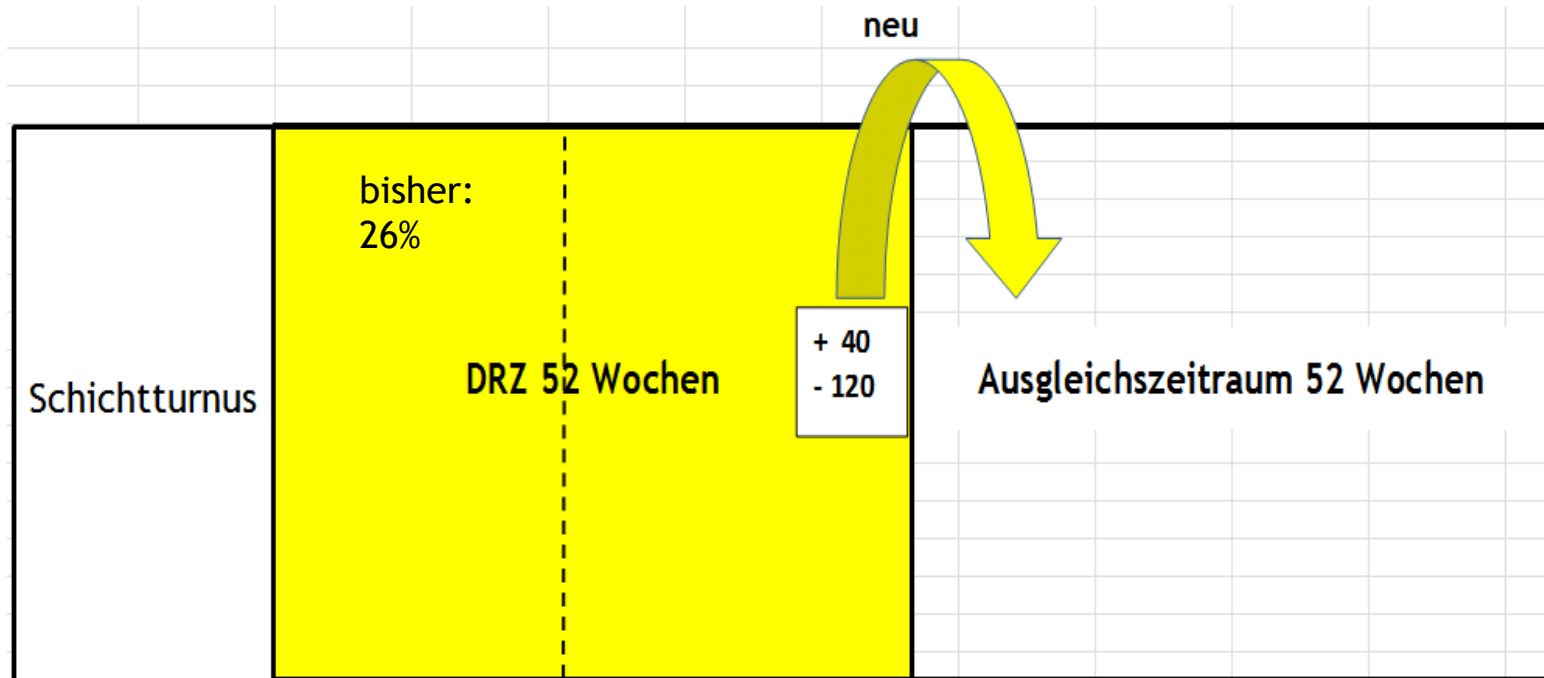 neu
bisher:
26%
+ 40
- 120
Schichtturnus
DRZ 52 Wochen
Ausgleichszeitraum 52 Wochen